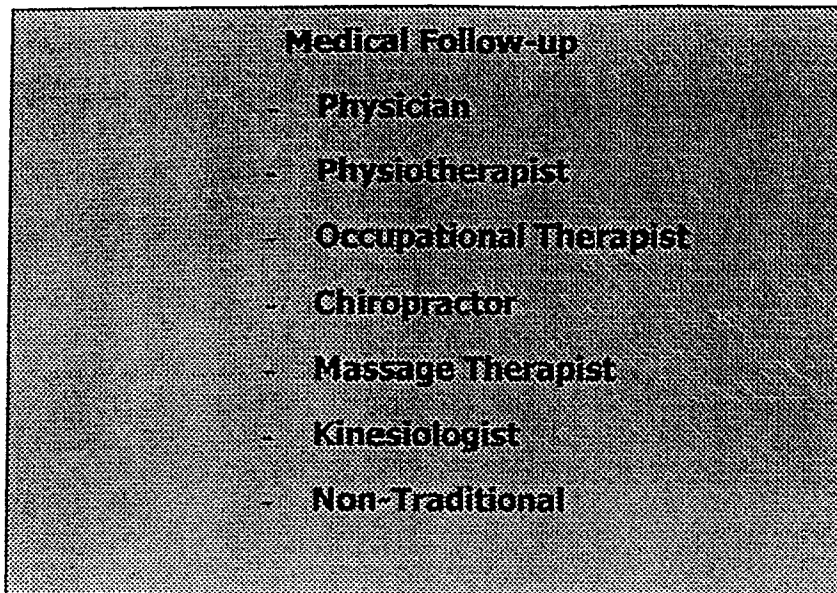 Medical Follow-up
- Physician
- Physiotherapist
- Occupational Therapist
- Chiropractor
- Massage Therapist
- Kinesiologist
- Non-Traditional